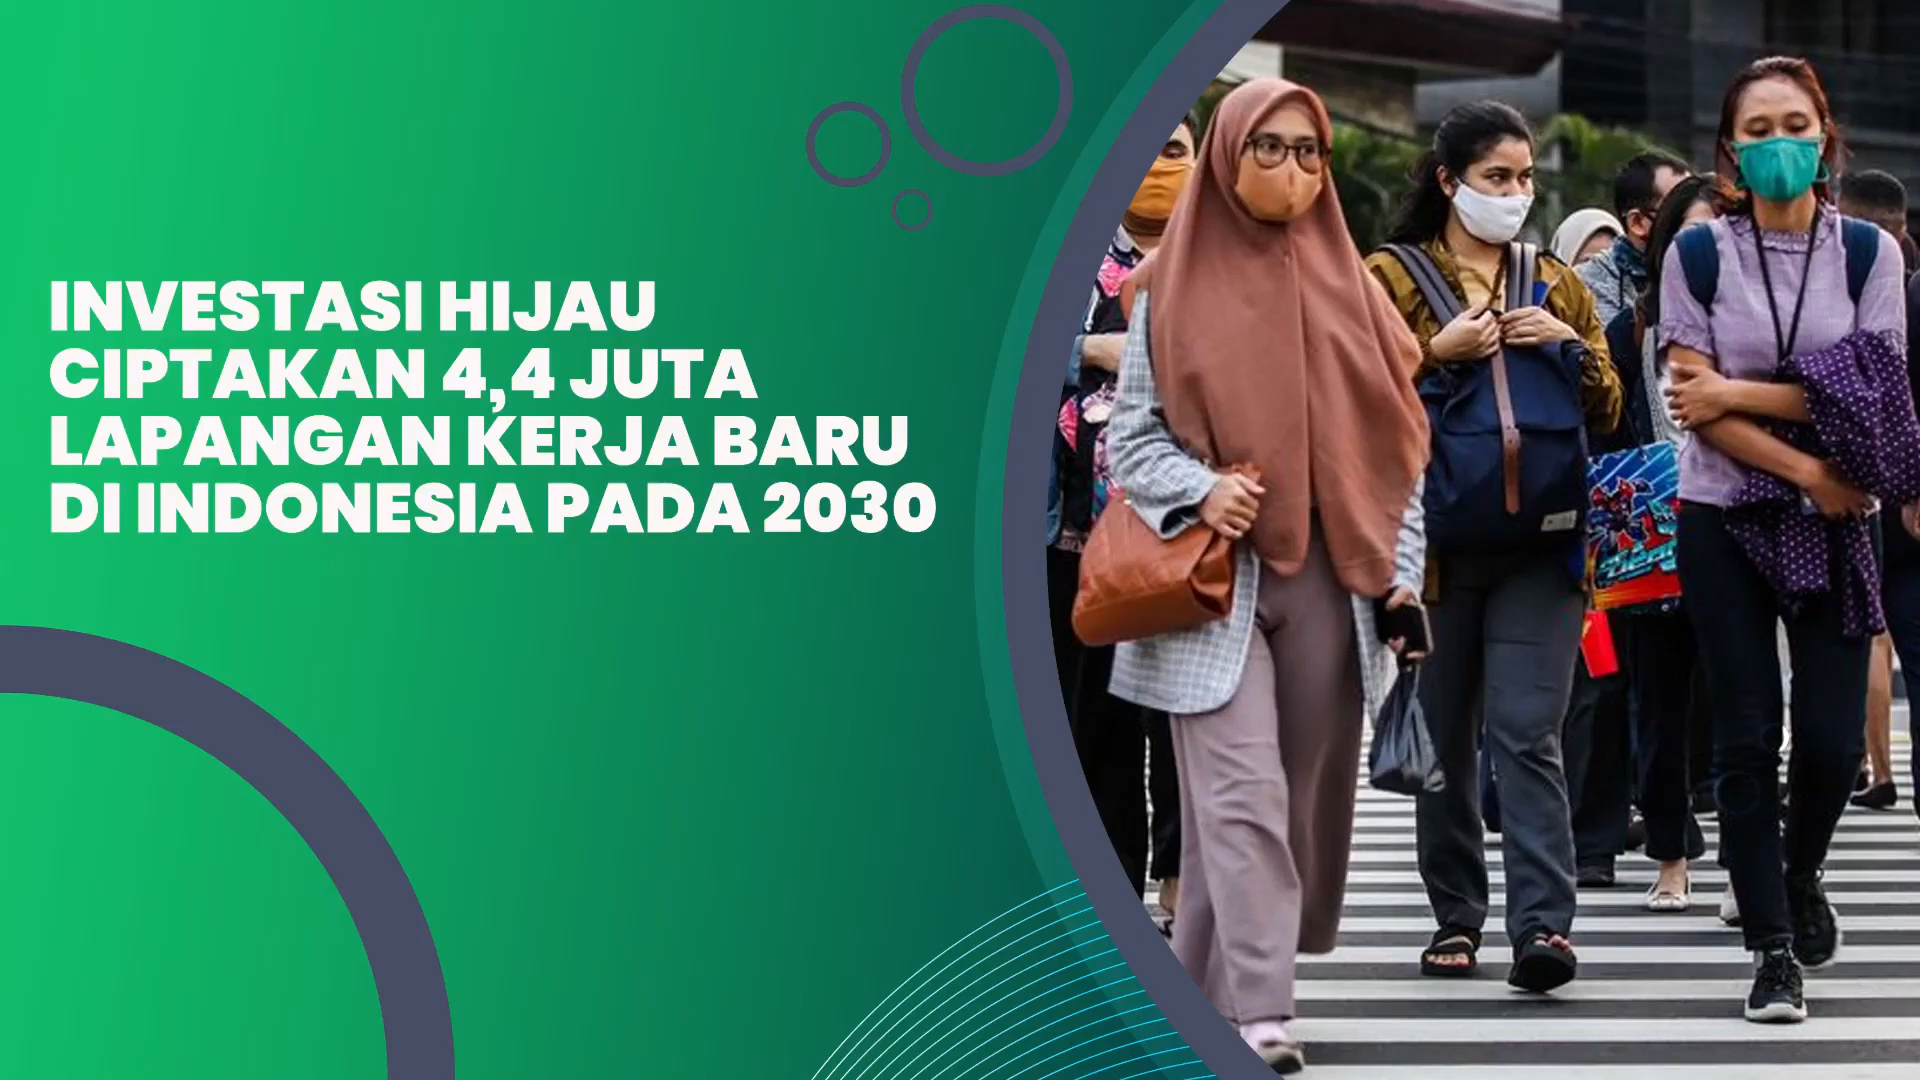 INVESTASI HIJAU
CIPTAKAN 4,4 JUTA
LAPANGAN KERJA BARU
DI INDONESIA PADA 2030